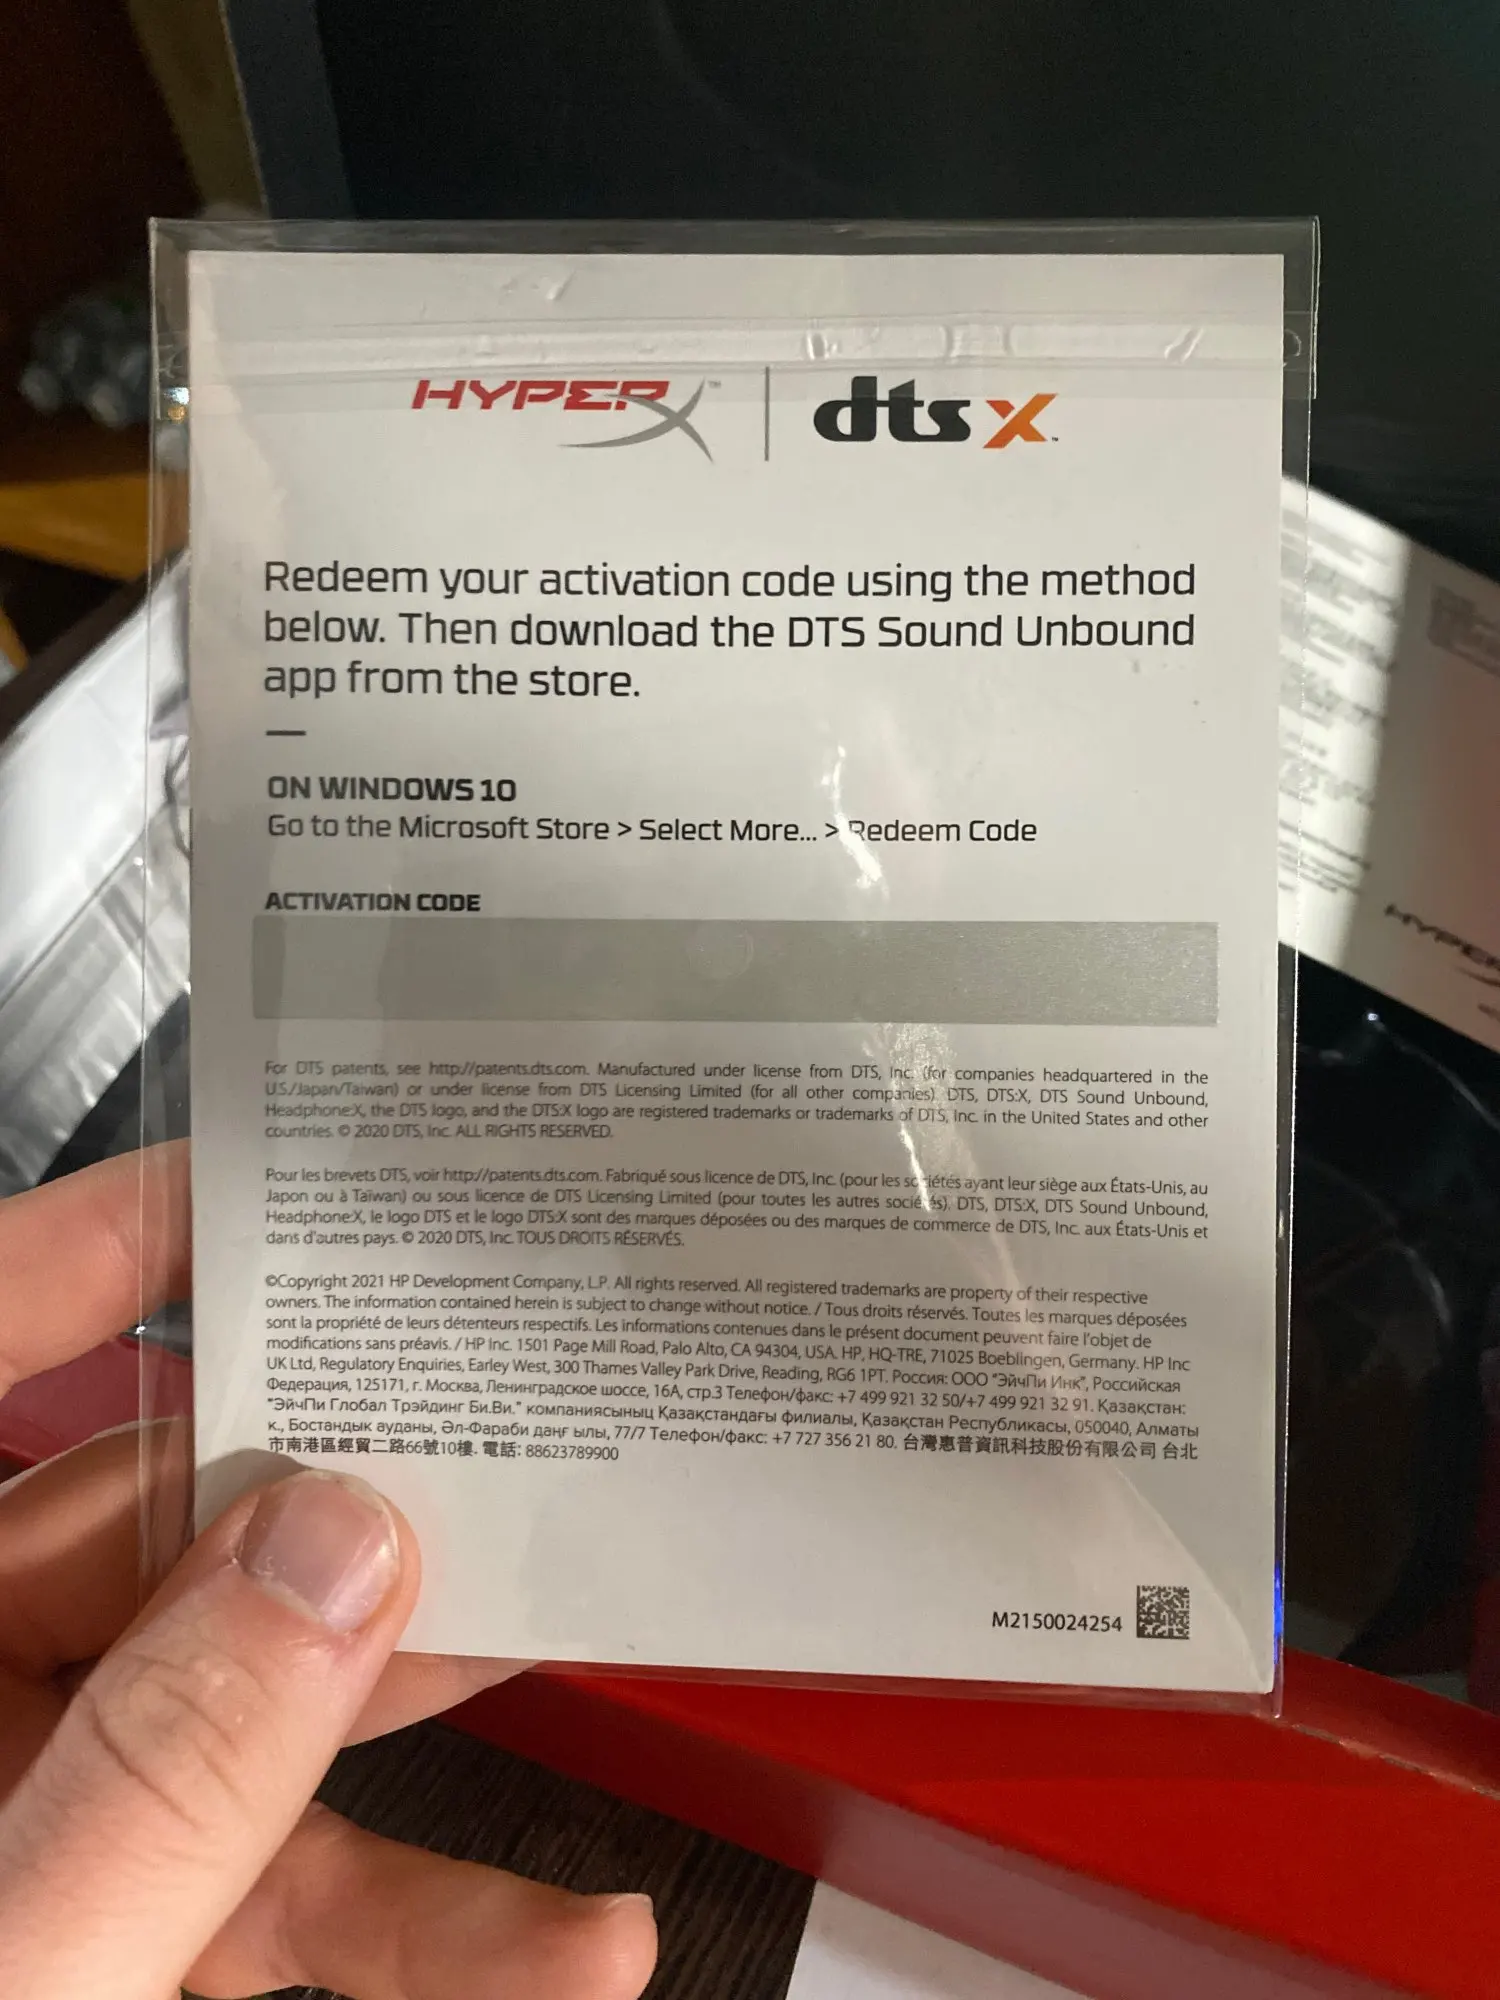 HYPERX™ | dts X™
Redeem your activation code using the method
below. Then download the DTS Sound Unbound
app from the store.
ON WINDOWS 10
Go to the Microsoft Store > Select More... > Redeem Code
ACTIVATION CODE
For DTS patents, see http://patents.dts.com. Manufactured under license from DTS, Inc. (for companies headquartered in the
U.S./Japan/Taiwan) or under license from DTS Licensing Limited (for all other companies). DTS, DTS:X, DTS Sound Unbound,
Headphone:X, the DTS logo, and the DTS:X logo are registered trademarks or trademarks of DTS, Inc. in the United States and other
countries. © 2020 DTS, Inc. ALL RIGHTS RESERVED.
Pour les brevets DTS, voir http://patents.dts.com. Fabriqué sous licence de DTS, Inc. (pour les sociétés ayant leur siège aux États-Unis, au
Japon ou à Taïwan) ou sous licence de DTS Licensing Limited (pour toutes les autres sociétés). DTS, DTS:X, DTS Sound Unbound,
Headphone:X, le logo DTS et le logo DTS:X sont des marques déposées ou des marques de commerce de DTS, Inc. aux États-Unis et
dans d'autres pays. © 2020 DTS, Inc. TOUS DROITS RÉSERVÉS.
©Copyright 2021 HP Development Company, L.P. All rights reserved. All registered trademarks are property of their respective
owners. The information contained herein is subject to change without notice. / Tous droits réservés. Toutes les marques déposées
sont la propriété de leurs détenteurs respectifs. Les informations contenues dans le présent document peuvent faire l'objet de
modifications sans préavis. / HP Inc. 1501 Page Mill Road, Palo Alto, CA 94304, USA. HP, HQ-TRE, 71025 Boeblingen, Germany. HP Inc
UK Ltd, Regulatory Enquiries, Earley West, 300 Thames Valley Park Drive, Reading, RG6 1PT. Россия: ООО "ЭйчПи Инк", Российская
Федерация, 125171, г. Москва, Ленинградское шоссе, 16А, стр.3 Телефон/факс: +7 499 921 32 50/+7 499 921 32 91. Қазақстан:
"ЭйчПи Глобал Трэйдинг Би.Ви." компаниясының Қазақстандағы филиалы, Қазақстан Республикасы, 050040, Алматы
к., Бостандык ауданы, Әл-Фараби даңғ ылы, 77/7 Телефон/факс: +7 727 356 21 80. 台灣惠普資訊科技股份有限公司 台北
市南港區經貿二路66號10樓. 電話: 88623789900
M2150024254
HYPERX